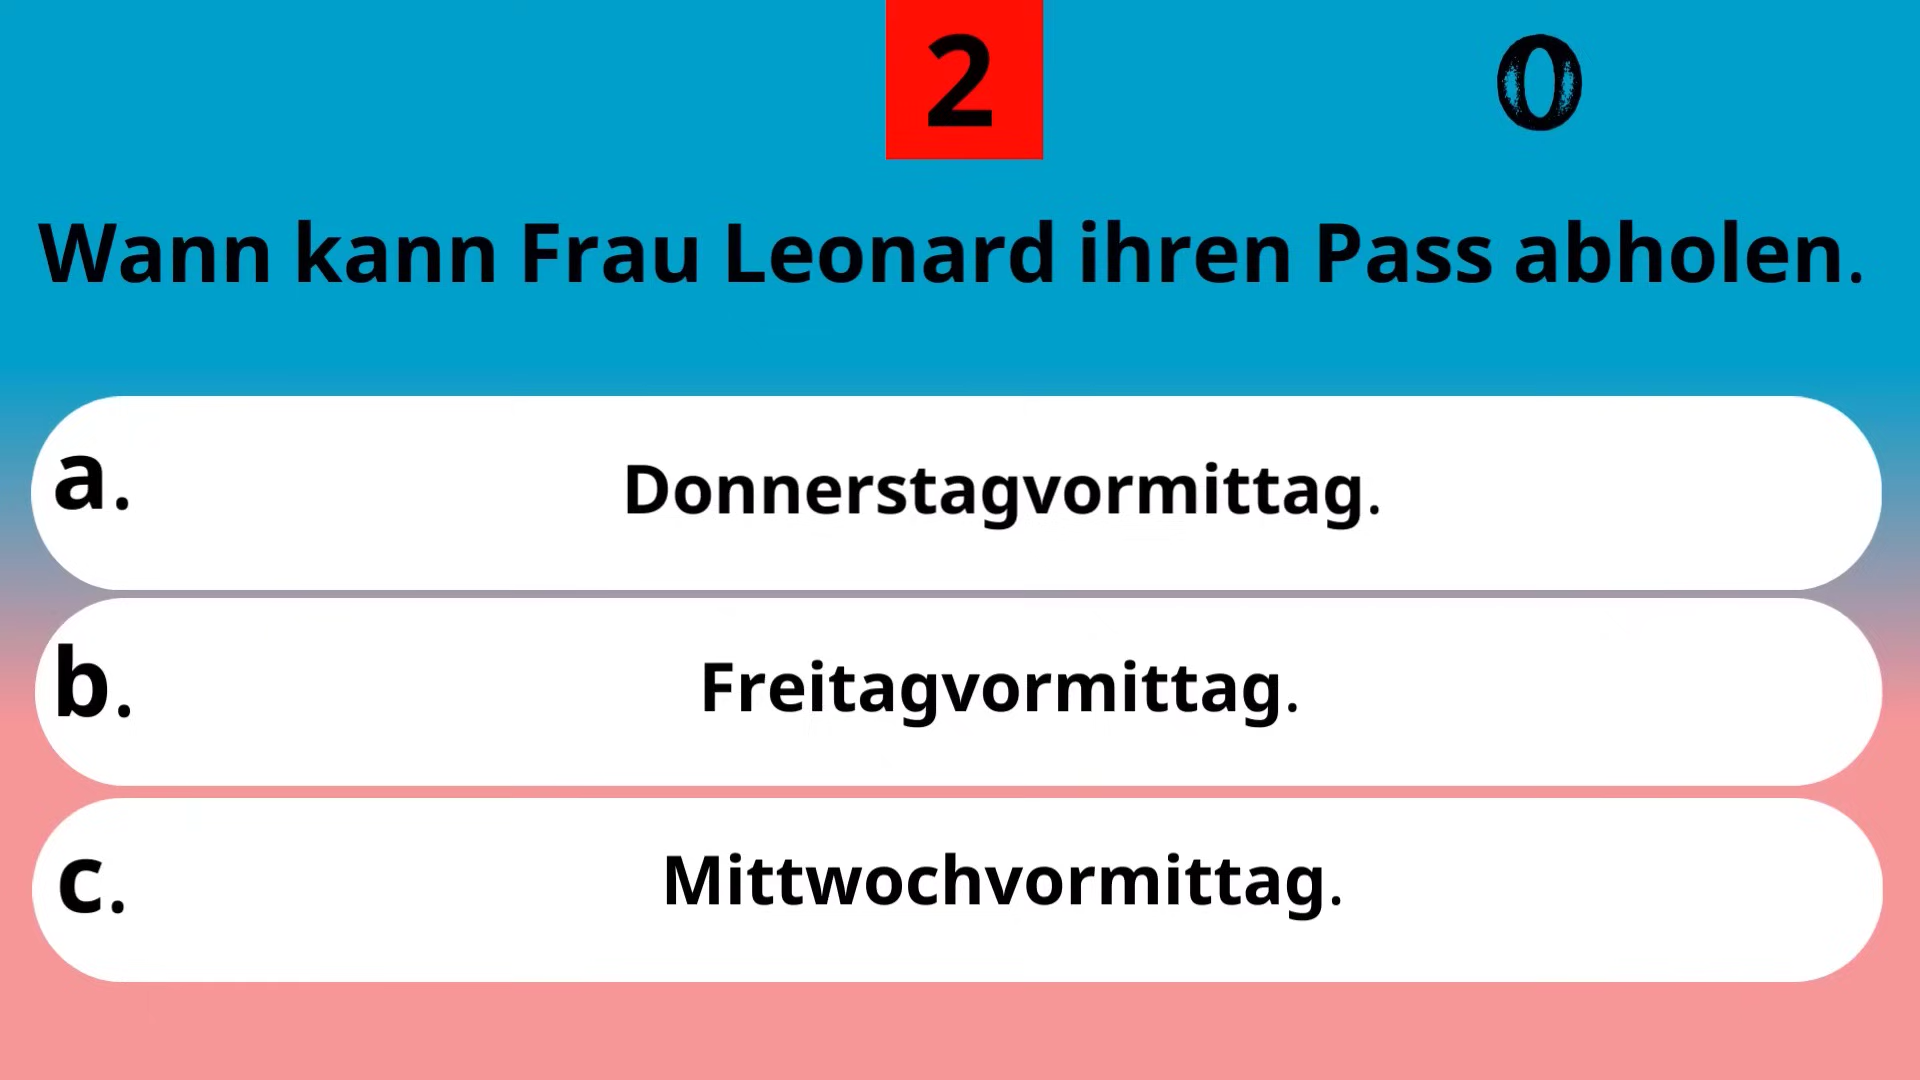 2
0
Wann kann Frau Leonard ihren Pass abholen.
a. Donnerstagvormittag.
b. Freitagvormittag.
c. Mittwochvormittag.